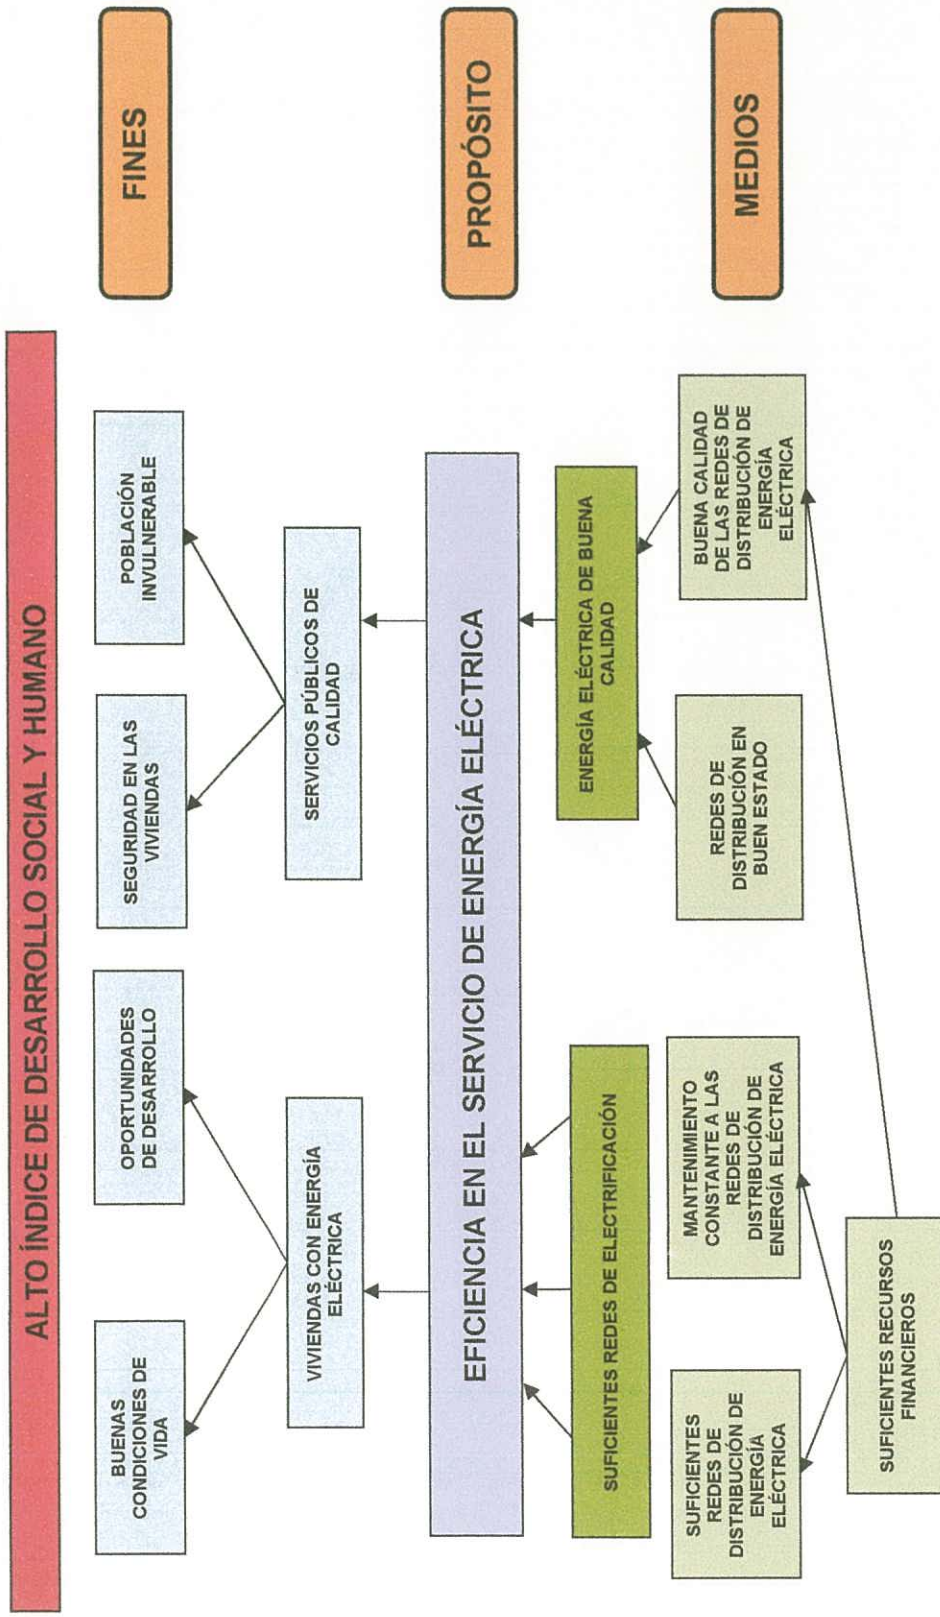 ALTO ÍNDICE DE DESARROLLO SOCIAL Y HUMANO
BUENAS
CONDICIONES DE
VIDA
OPORTUNIDADES
DE DESARROLLO
SEGURIDAD EN LAS
VIVIENDAS
POBLACIÓN
INVULNERABLE
FINES
VIVIENDAS CON ENERGÍA
ELÉCTRICA
SERVICIOS PÚBLICOS DE
CALIDAD
EFICIENCIA EN EL SERVICIO DE ENERGÍA ELÉCTRICA
PROPÓSITO
SUFICIENTES REDES DE ELECTRIFICACIÓN
ENERGÍA ELÉCTRICA DE BUENA
CALIDAD
SUFICIENTES
REDES DE
DISTRIBUCIÓN DE
ENERGÍA
ELÉCTRICA
MANTENIMIENTO
CONSTANTE A LAS
REDES DE
DISTRIBUCIÓN DE
ENERGÍA ELÉCTRICA
REDES DE
DISTRIBUCIÓN EN
BUEN ESTADO
BUENA CALIDAD
DE LAS REDES DE
DISTRIBUCIÓN DE
ENERGÍA
ELÉCTRICA
MEDIOS
SUFICIENTES RECURSOS
FINANCIEROS